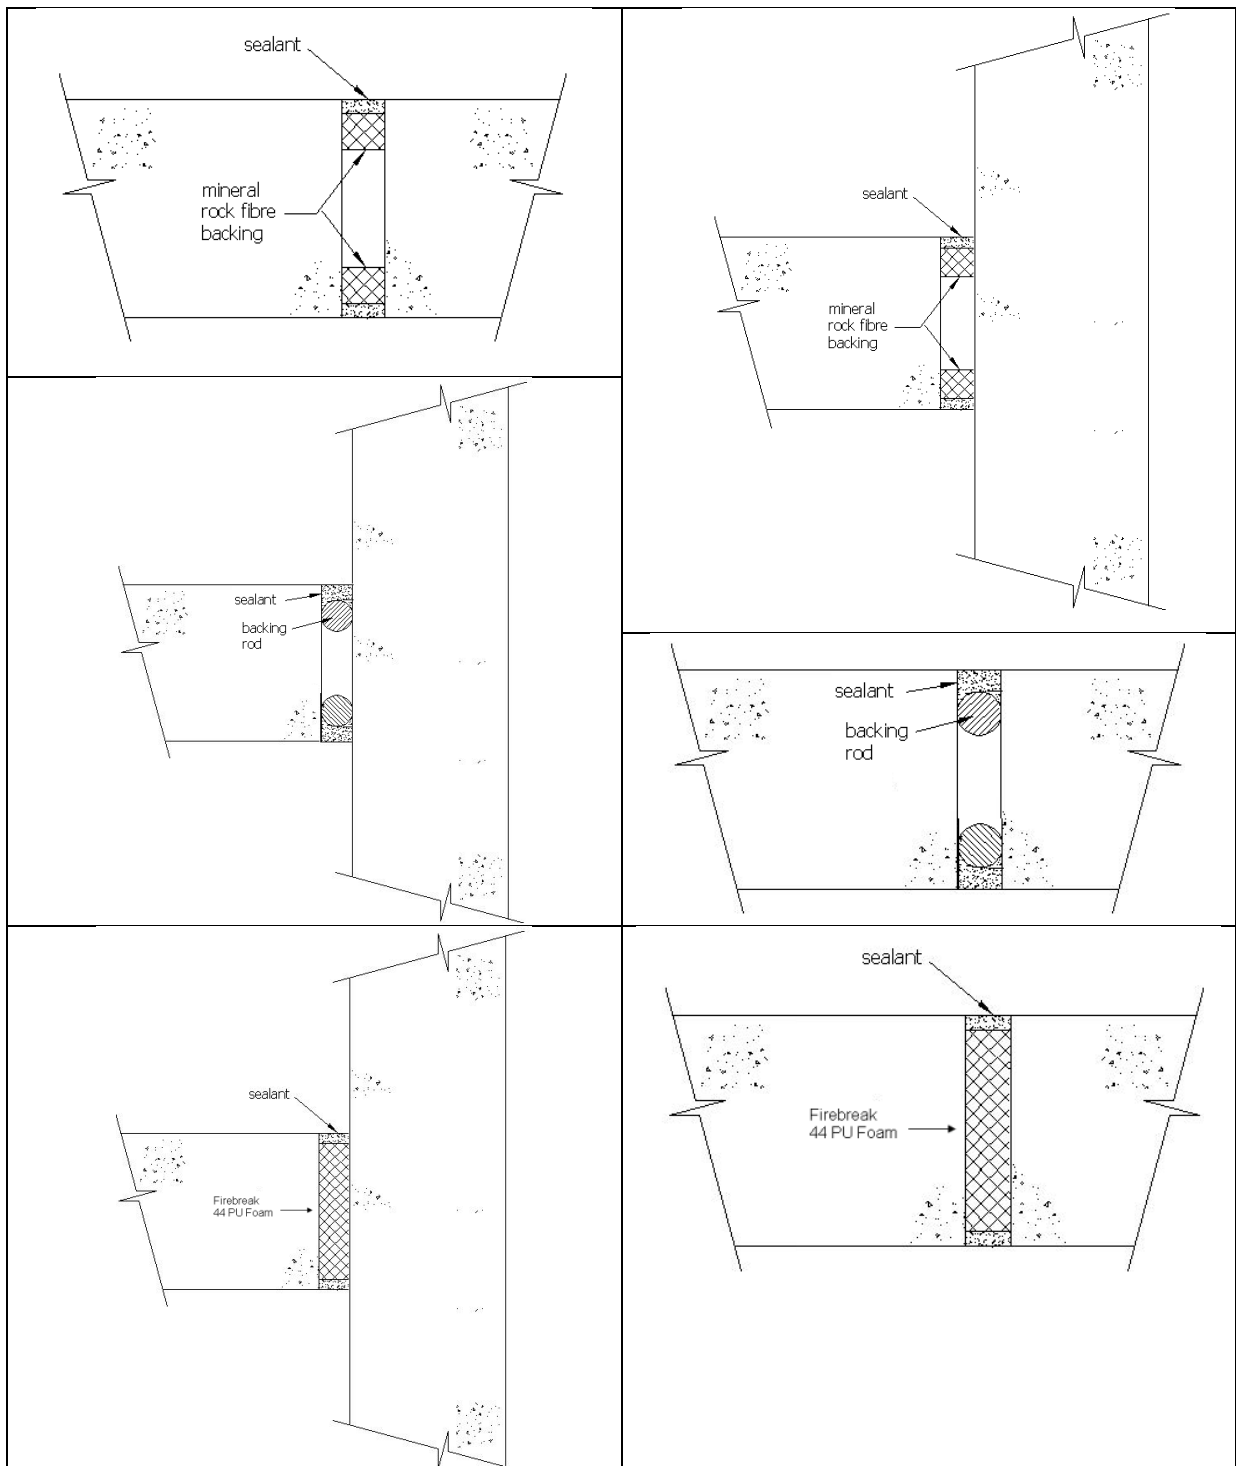 sealant
mineral
rock fibre
backing
sealant
mineral
rock fibre
backing
sealant
backing
rod
sealant
backing
rod
sealant
Firebreak
44 PU Foam
sealant
Firebreak
44 PU Foam